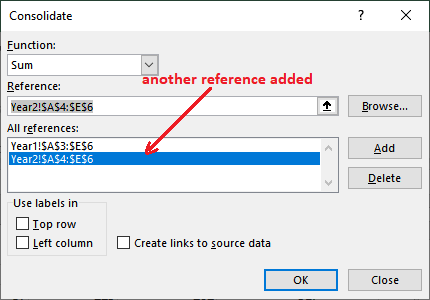 Consolidate
Function:
Sum
another reference added
Reference:
Year2!$A$4:$E$6
Browse...
All references:
Year1!$A$3:$E$6
Year2!$A$4:$E$6
Add
Delete
Use labels in
Top row
Left column
Create links to source data
OK
Close